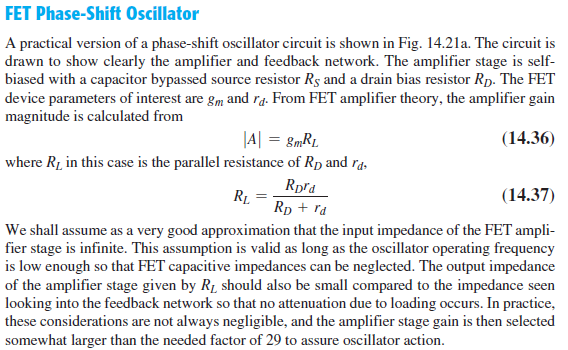 FET Phase-Shift Oscillator
A practical version of a phase-shift oscillator circuit is shown in Fig. 14.21a. The circuit is
drawn to show clearly the amplifier and feedback network. The amplifier stage is self-
biased with a capacitor bypassed source resistor R_S and a drain bias resistor R_D. The FET
device parameters of interest are g_m and r_d. From FET amplifier theory, the amplifier gain
magnitude is calculated from
|A| = g_mR_L (14.36)
where R_L in this case is the parallel resistance of R_D and r_d,
R_L = R_Dr_d / (R_D + r_d) (14.37)
We shall assume as a very good approximation that the input impedance of the FET ampli-
fier stage is infinite. This assumption is valid as long as the oscillator operating frequency
is low enough so that FET capacitive impedances can be neglected. The output impedance
of the amplifier stage given by R_L should also be small compared to the impedance seen
looking into the feedback network so that no attenuation due to loading occurs. In practice,
these considerations are not always negligible, and the amplifier stage gain is then selected
somewhat larger than the needed factor of 29 to assure oscillator action.